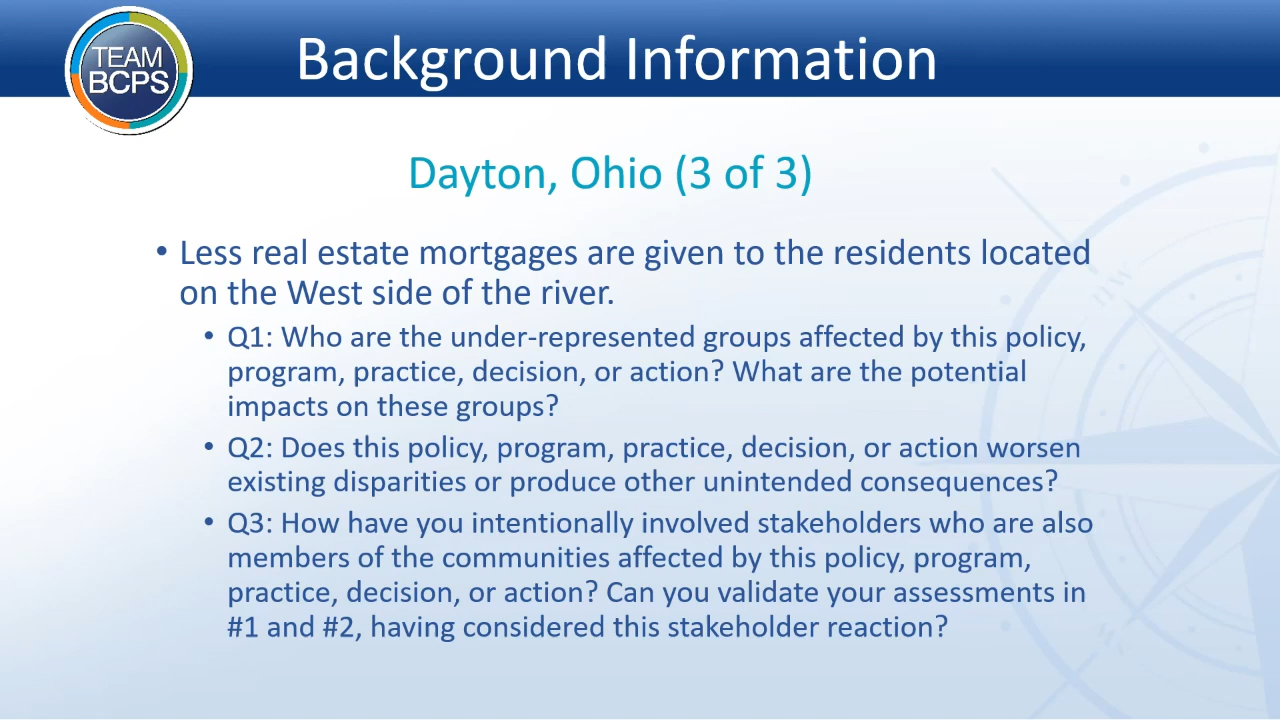 TEAM
BCPS
Background Information
Dayton, Ohio (3 of 3)
• Less real estate mortgages are given to the residents located
on the West side of the river.
• Q1: Who are the under-represented groups affected by this policy,
program, practice, decision, or action? What are the potential
impacts on these groups?
• Q2: Does this policy, program, practice, decision, or action worsen
existing disparities or produce other unintended consequences?
• Q3: How have you intentionally involved stakeholders who are also
members of the communities affected by this policy, program,
practice, decision, or action? Can you validate your assessments in
#1 and #2, having considered this stakeholder reaction?
NW